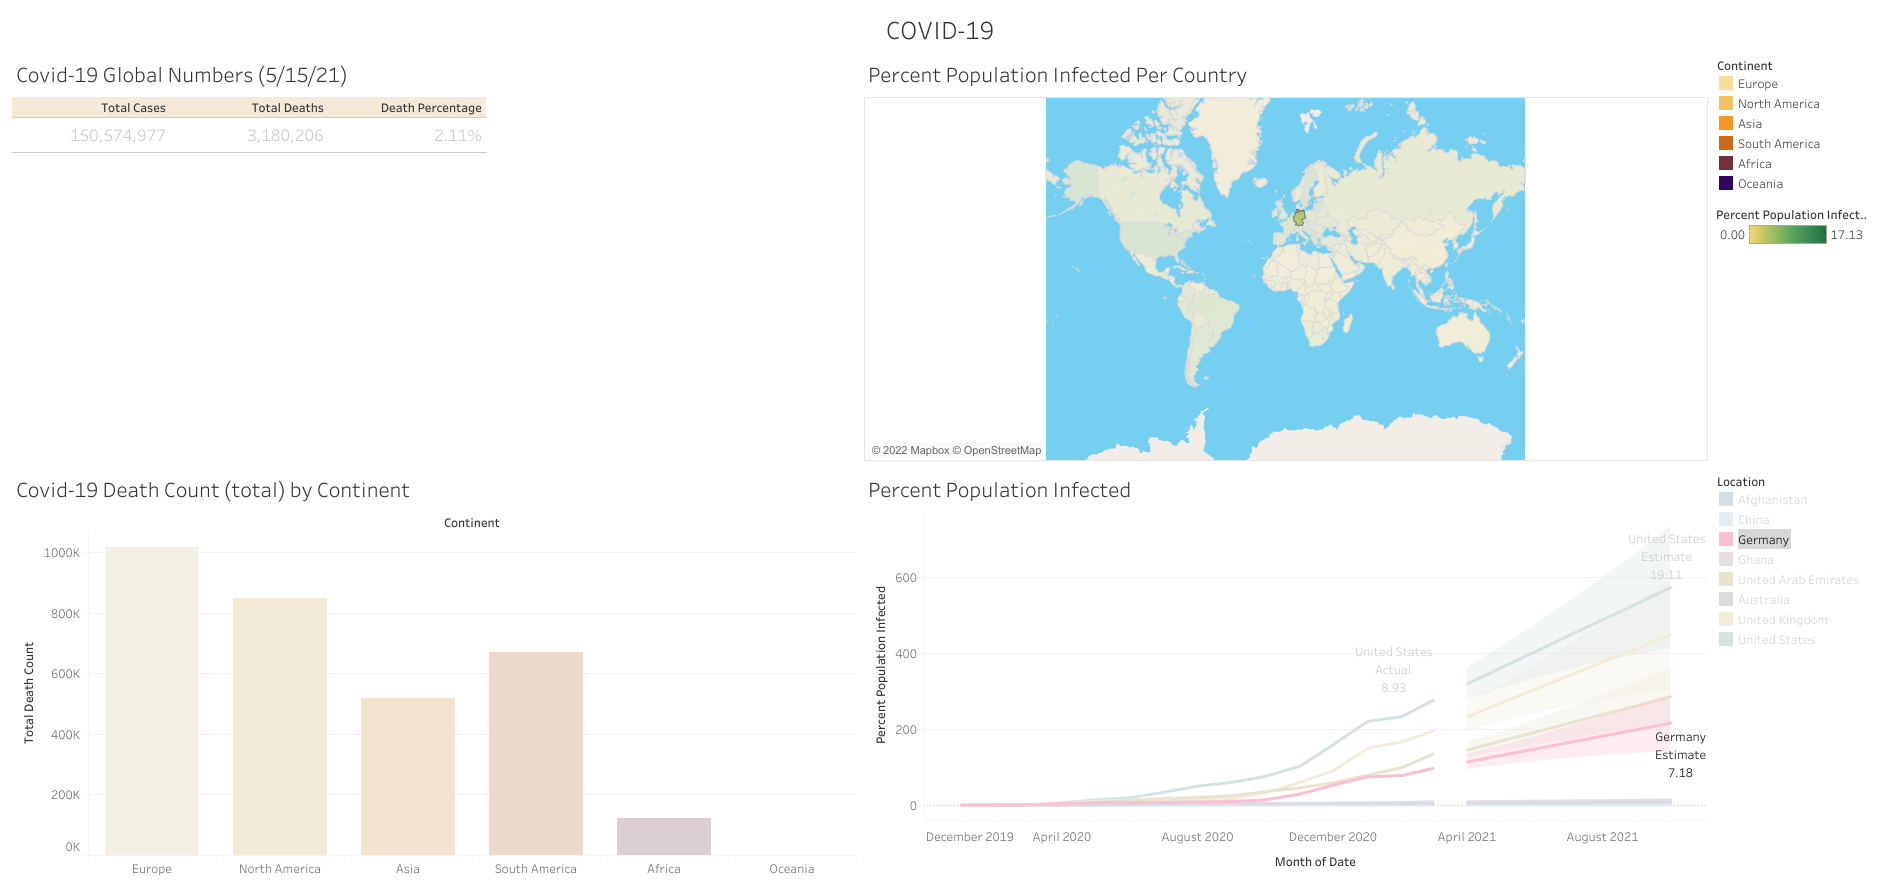 COVID-19
Covid-19 Global Numbers (5/15/21)
Total Cases Total Deaths Death Percentage
150,574,977 3,180,206 2.11%
Percent Population Infected Per Country
© 2022 Mapbox © OpenStreetMap
Continent
Europe
North America
Asia
South America
Africa
Oceania
Percent Population Infect..
0.00 17.13
Covid-19 Death Count (total) by Continent
Continent
Total Death Count
1000K
800K
600K
400K
200K
0K
Europe North America Asia South America Africa Oceania
Percent Population Infected
Percent Population Infected
600
400
200
0
United States
Estimate
19.11
United States
Actual
8.93
Germany
Estimate
7.18
December 2019 April 2020 August 2020 December 2020 April 2021 August 2021
Month of Date
Location
Afghanistan
China
Germany
Ghana
United Arab Emirates
Australia
United Kingdom
United States